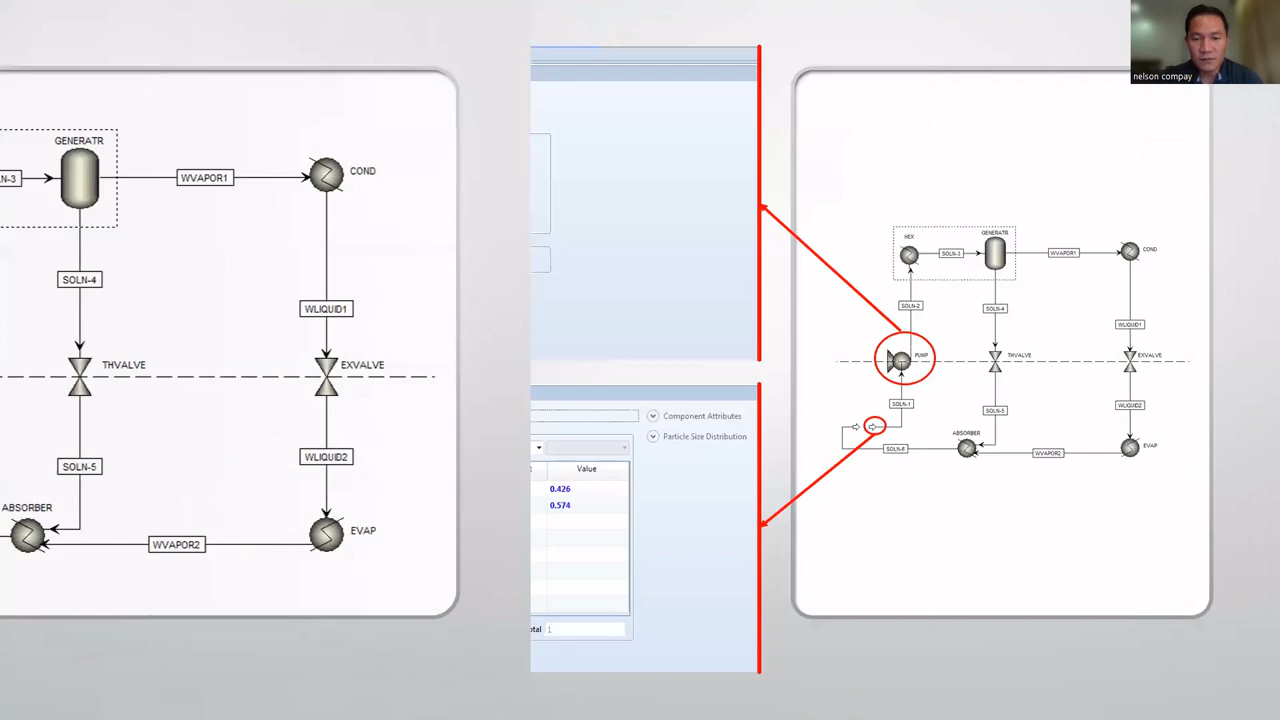 nelson compay
GENERATR
N-3
WVAPOR1
COND
SOLN-4
WLIQUID1
THVALVE
EXVALVE
SOLN-5
WLIQUID2
ABSORBER
WVAPOR2
EVAP
Component Attributes
Particle Size Distribution
Value
0.426
0.574
1
HEX
GENERATR
SOLN-3
WVAPOR1
COND
SOLN-2
SOLN-4
WLIQUID1
PUMP
THVALVE
EXVALVE
SOLN-1
SOLN-5
WLIQUID2
ABSORBER
SOLN-6
WVAPOR2
EVAP